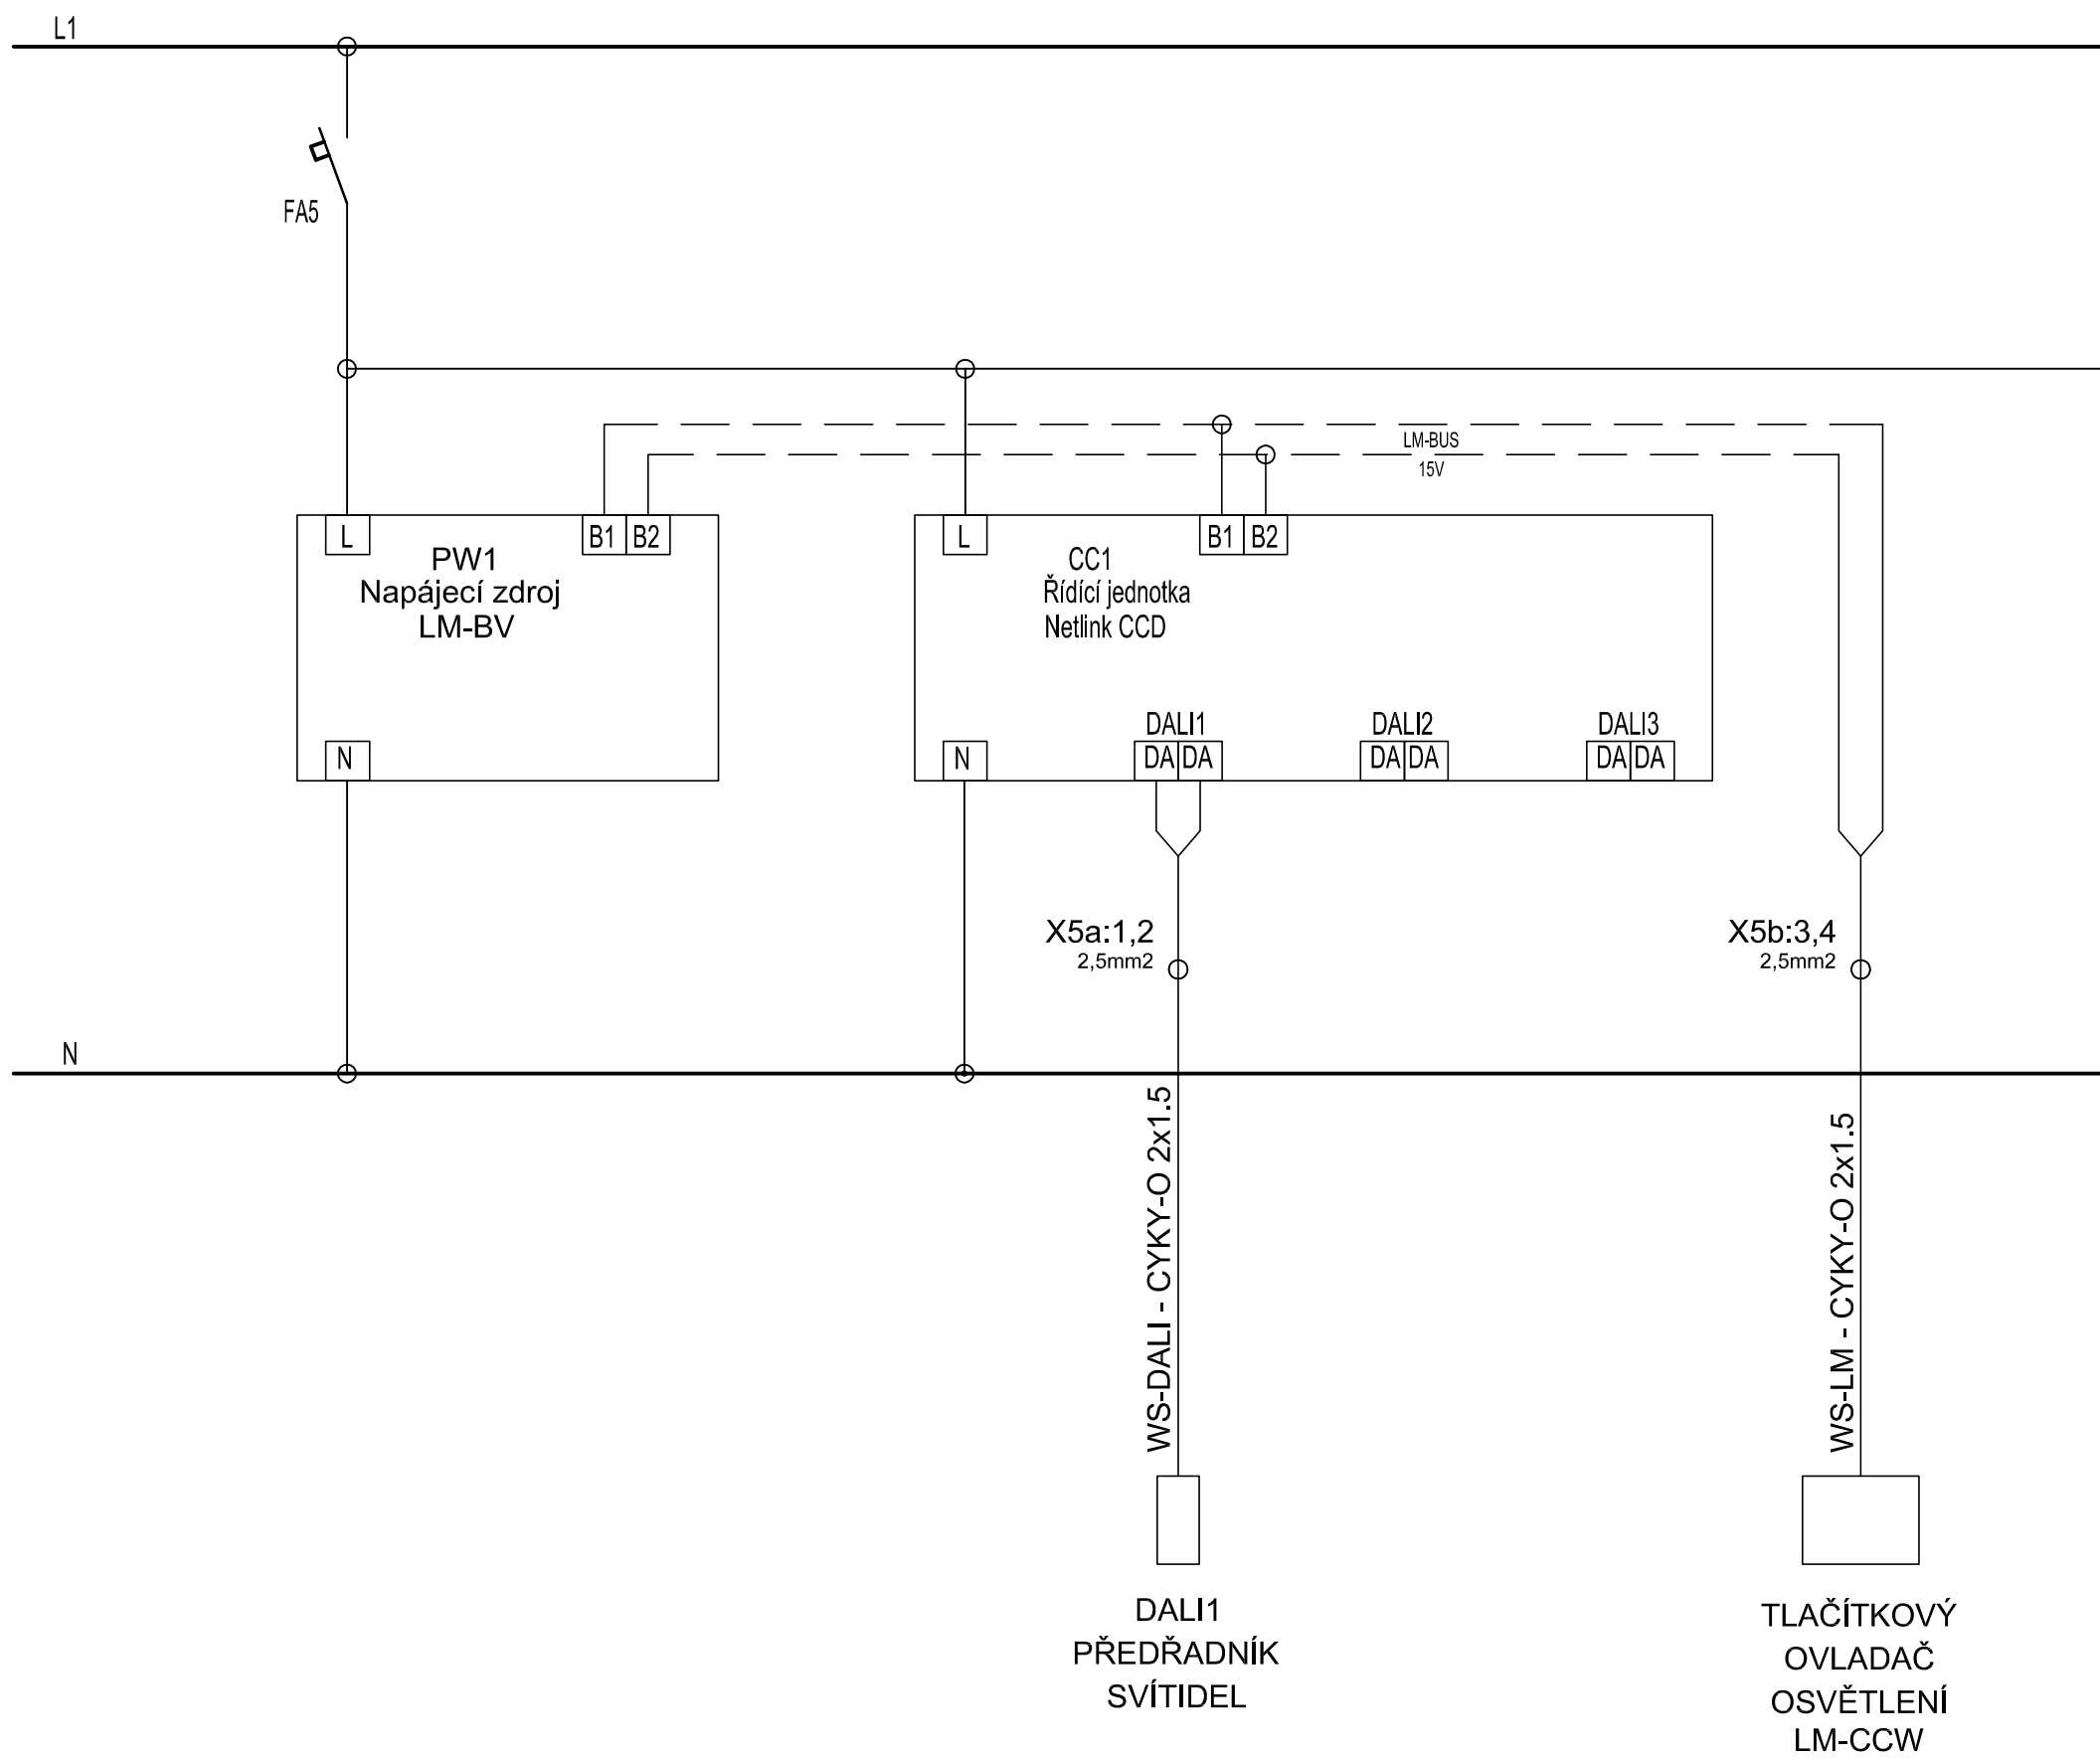 L1
FA5
LM-BUS
15V
L
B1
B2
PW1
Napájecí zdroj
LM-BV
N
L
B1
B2
CC1
Řídící jednotka
Netlink CCD
DALI1
DALI2
DALI3
N
DA
DA
DA
DA
DA
DA
X5a:1,2
2,5mm2
X5b:3,4
2,5mm2
N
WS-DALI - CYKY-O 2x1.5
WS-LM - CYKY-O 2x1.5
DALI1
PŘEDŘADNÍK
SVÍTIDEL
TLAČÍTKOVÝ
OVLADAČ
OSVĚTLENÍ
LM-CCW